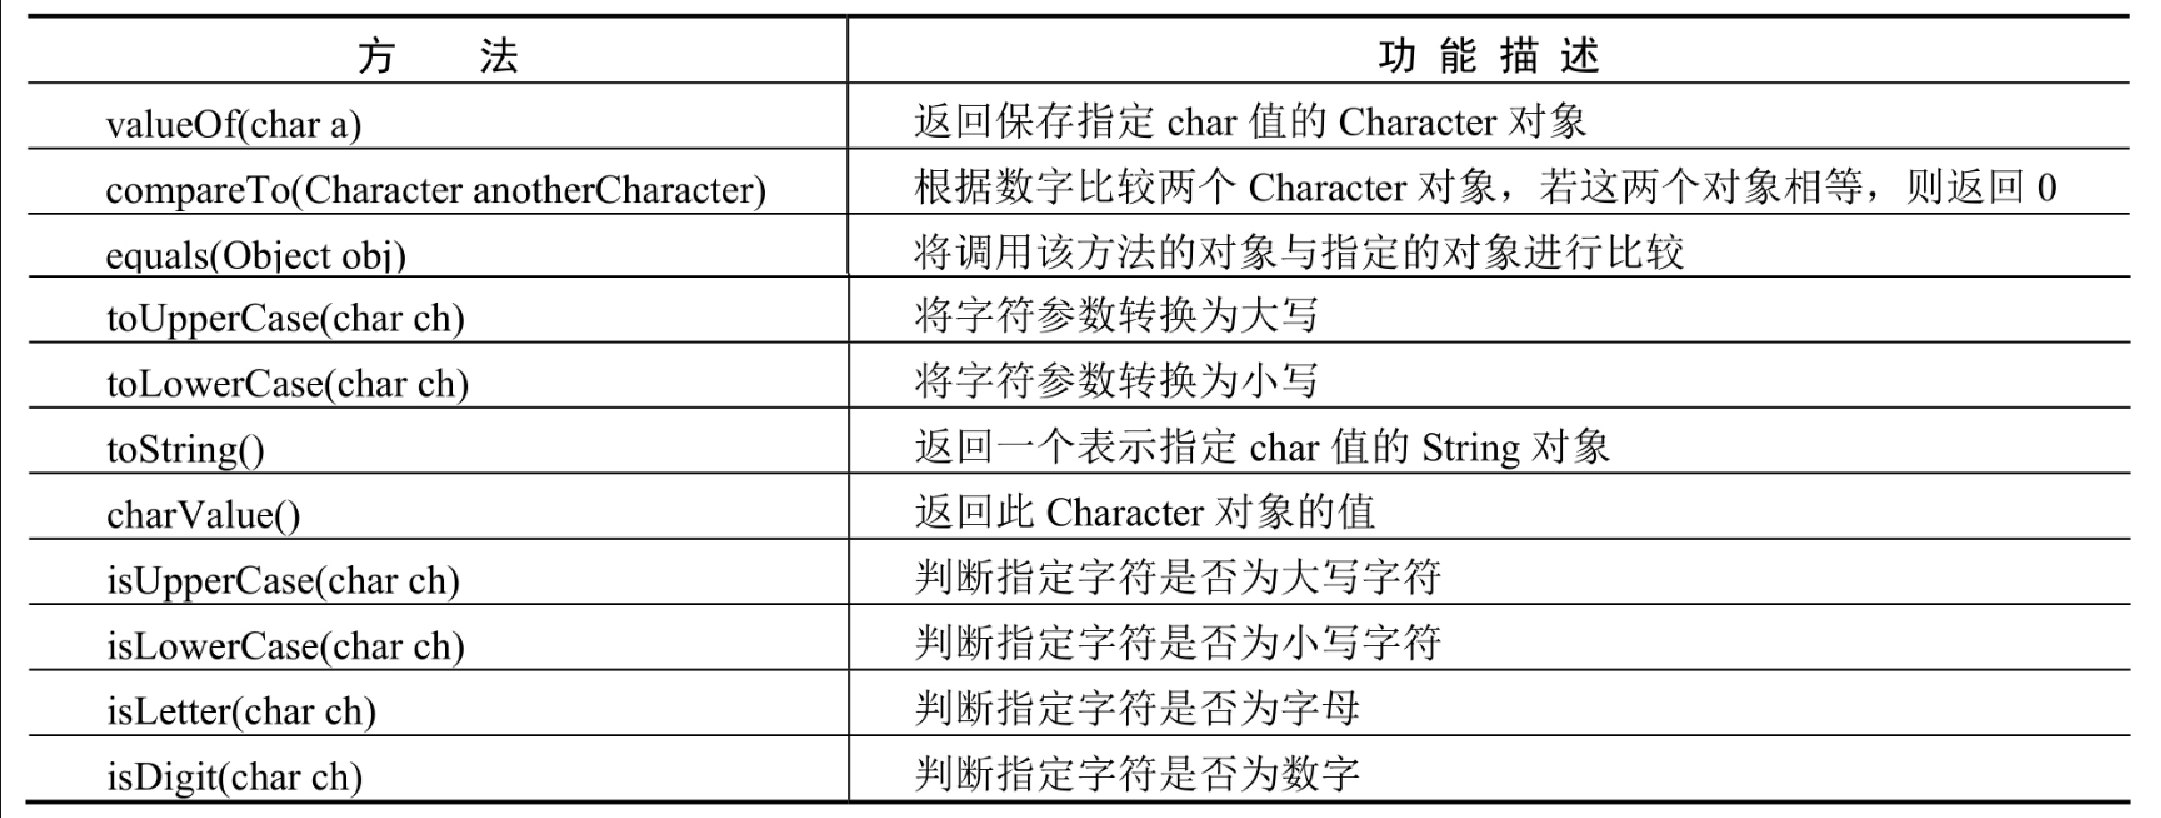 方 法 功 能 描 述
valueOf(char a) 返回保存指定 char 值的 Character 对象
compareTo(Character anotherCharacter) 根据数字比较两个 Character 对象，若这两个对象相等，则返回 0
equals(Object obj) 将调用该方法的对象与指定的对象进行比较
toUpperCase(char ch) 将字符参数转换为大写
toLowerCase(char ch) 将字符参数转换为小写
toString() 返回一个表示指定 char 值的 String 对象
charValue() 返回此 Character 对象的值
isUpperCase(char ch) 判断指定字符是否为大写字符
isLowerCase(char ch) 判断指定字符是否为小写字符
isLetter(char ch) 判断指定字符是否为字母
isDigit(char ch) 判断指定字符是否为数字